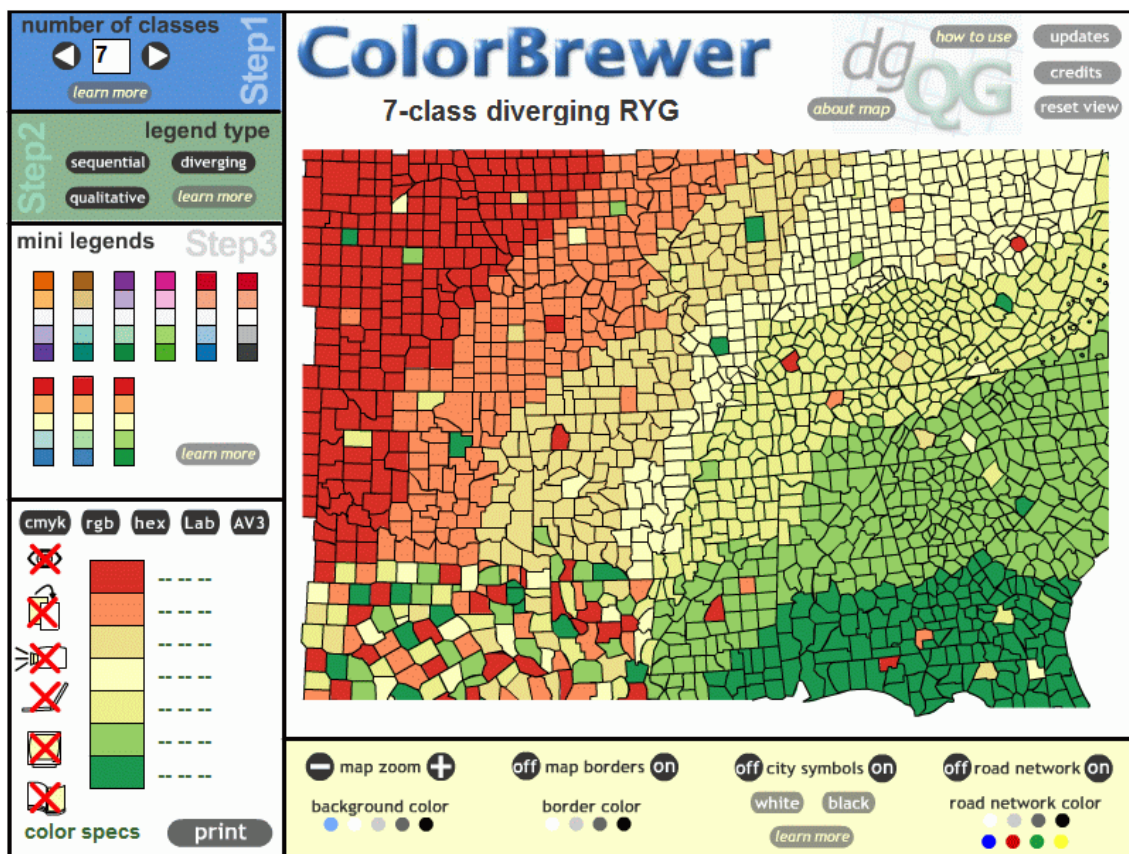 number of classes
7
learn more
Step1
Step2
legend type
sequential
diverging
qualitative
learn more
mini legends
Step3
learn more
cmyk
rgb
hex
Lab
AV3
-- -- --
-- -- --
-- -- --
-- -- --
-- -- --
-- -- --
-- -- --
color specs
print
ColorBrewer
7-class diverging RYG
dg
QG
how to use
about map
updates
credits
reset view
map zoom
background color
off map borders on
border color
off city symbols on
white
black
learn more
off road network on
road network color